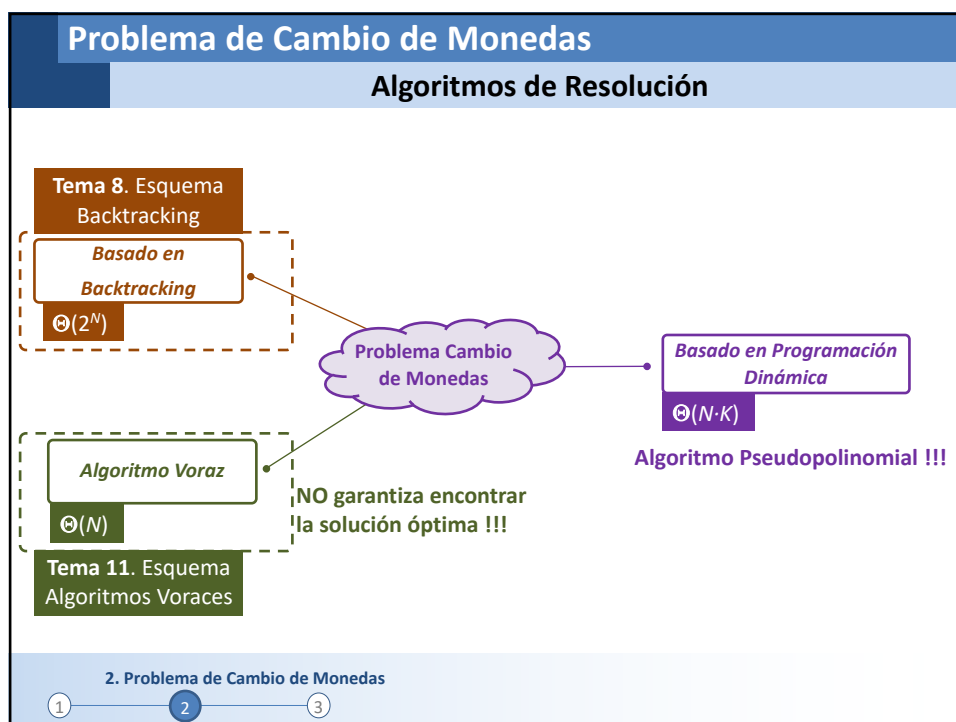 Problema de Cambio de Monedas
Algoritmos de Resolución
Tema 8. Esquema
Backtracking
Basado en
Backtracking
Θ(2^N)
Problema Cambio
de Monedas
Basado en Programación
Dinámica
Θ(N·K)
Algoritmo Pseudopolinomial !!!
Algoritmo Voraz
Θ(N)
NO garantiza encontrar
la solución óptima !!!
Tema 11. Esquema
Algoritmos Voraces
2. Problema de Cambio de Monedas
1 2 3